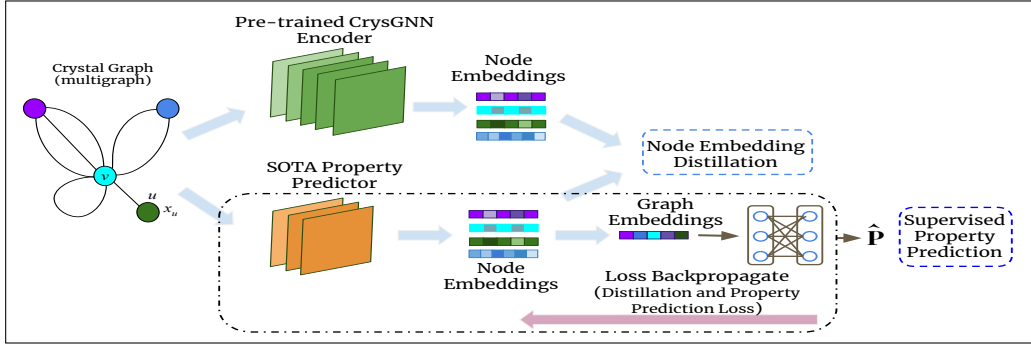 Pre-trained CrysGNN
Encoder
Crystal Graph
(multigraph)
Node
Embeddings
v
u
x_u
Node Embedding
Distillation
SOTA Property
Predictor
Graph
Embeddings
Node
Embeddings
P̂
Supervised
Property
Prediction
Loss Backpropagate
(Distillation and Property
Prediction Loss)